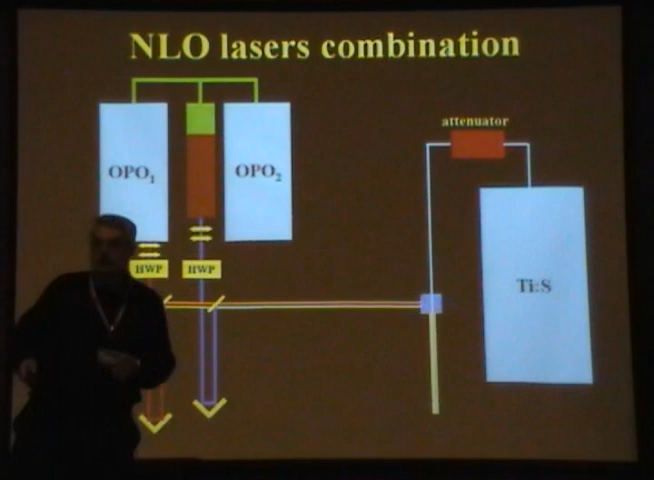 NLO lasers combination
attenuator
OPO₁
OPO₂
Ti:S
HWP
HWP